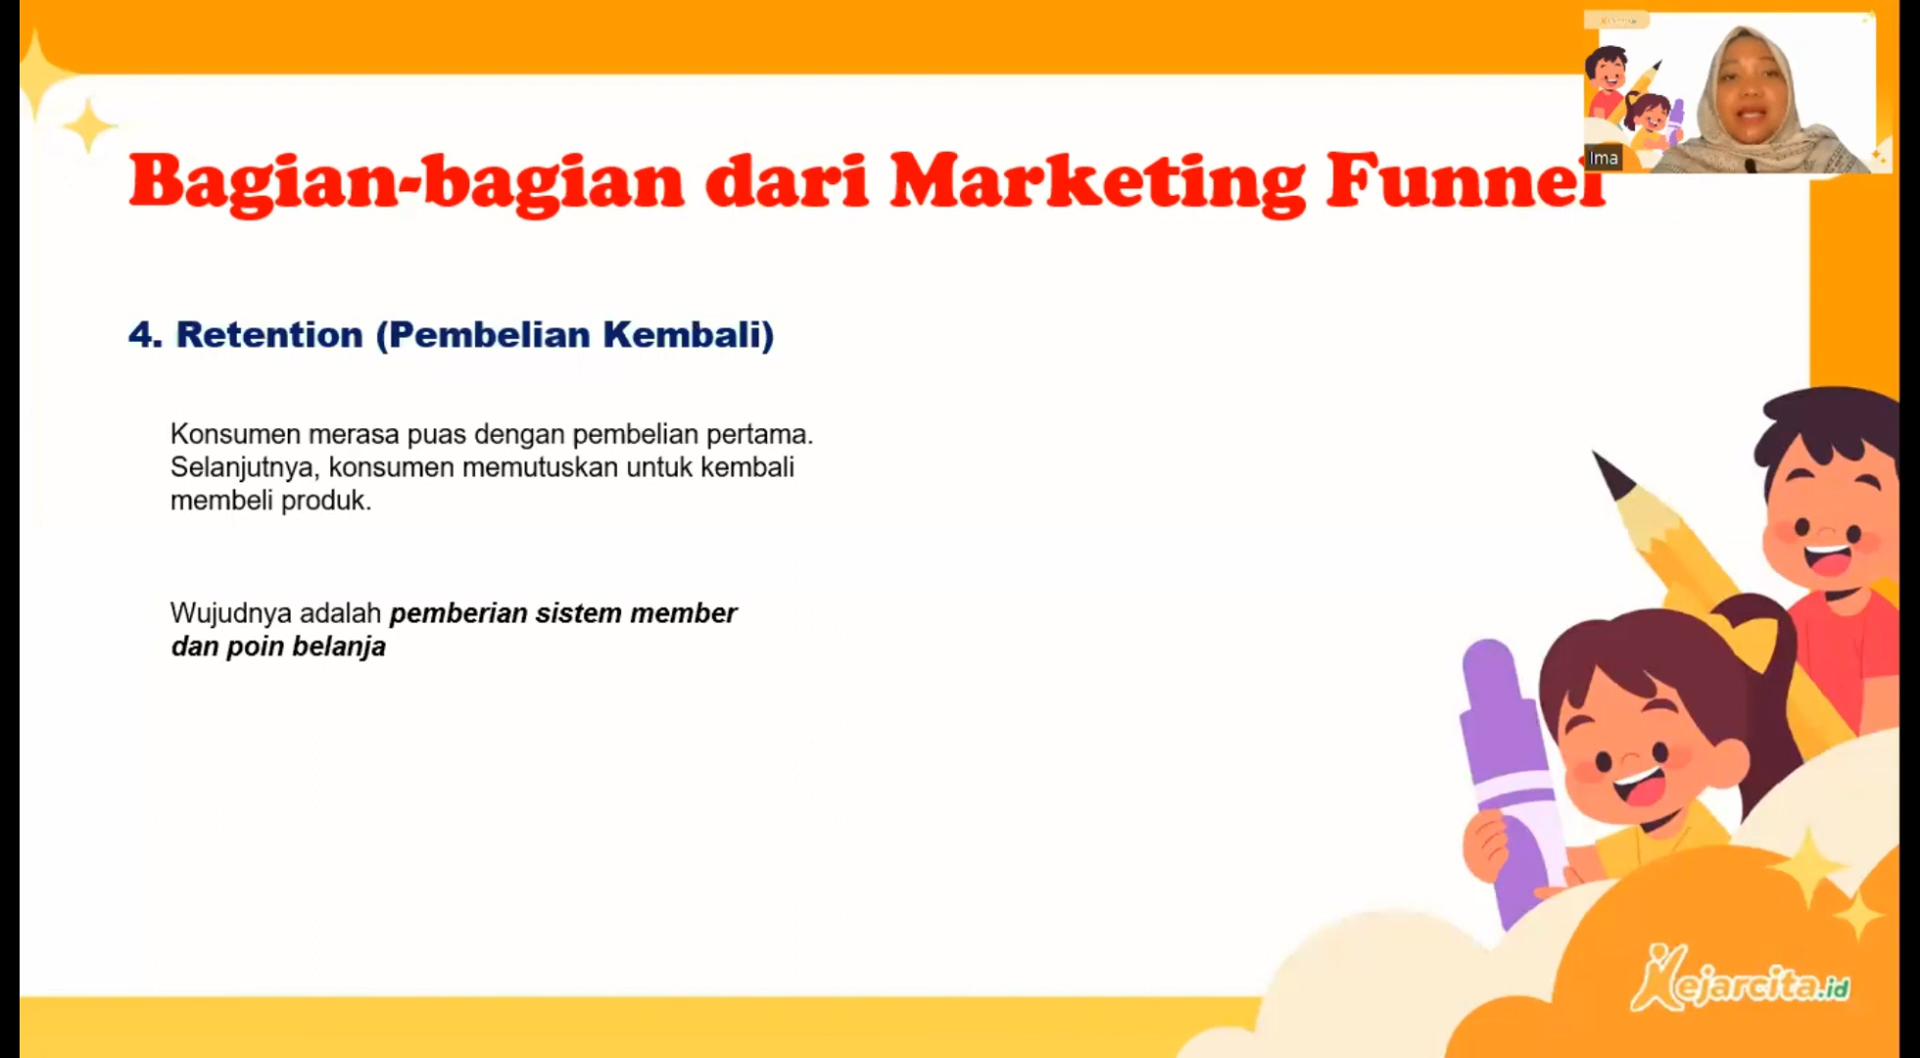 Bagian-bagian dari Marketing Funnel
Ima
4. Retention (Pembelian Kembali)
Konsumen merasa puas dengan pembelian pertama.
Selanjutnya, konsumen memutuskan untuk kembali
membeli produk.
Wujudnya adalah pemberian sistem member
dan poin belanja
Kejarcita.id